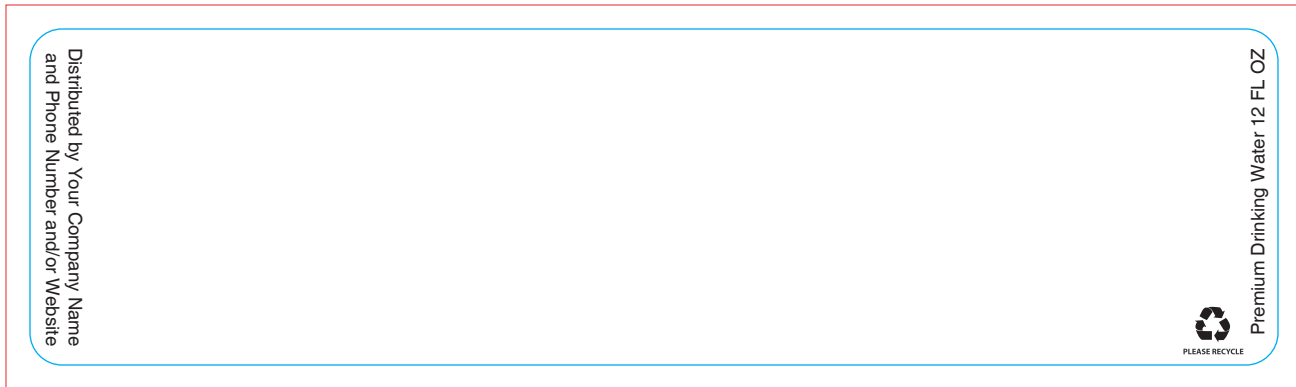 Distributed by Your Company Name
and Phone Number and/or Website
PLEASE RECYCLE
Premium Drinking Water 12 FL OZ